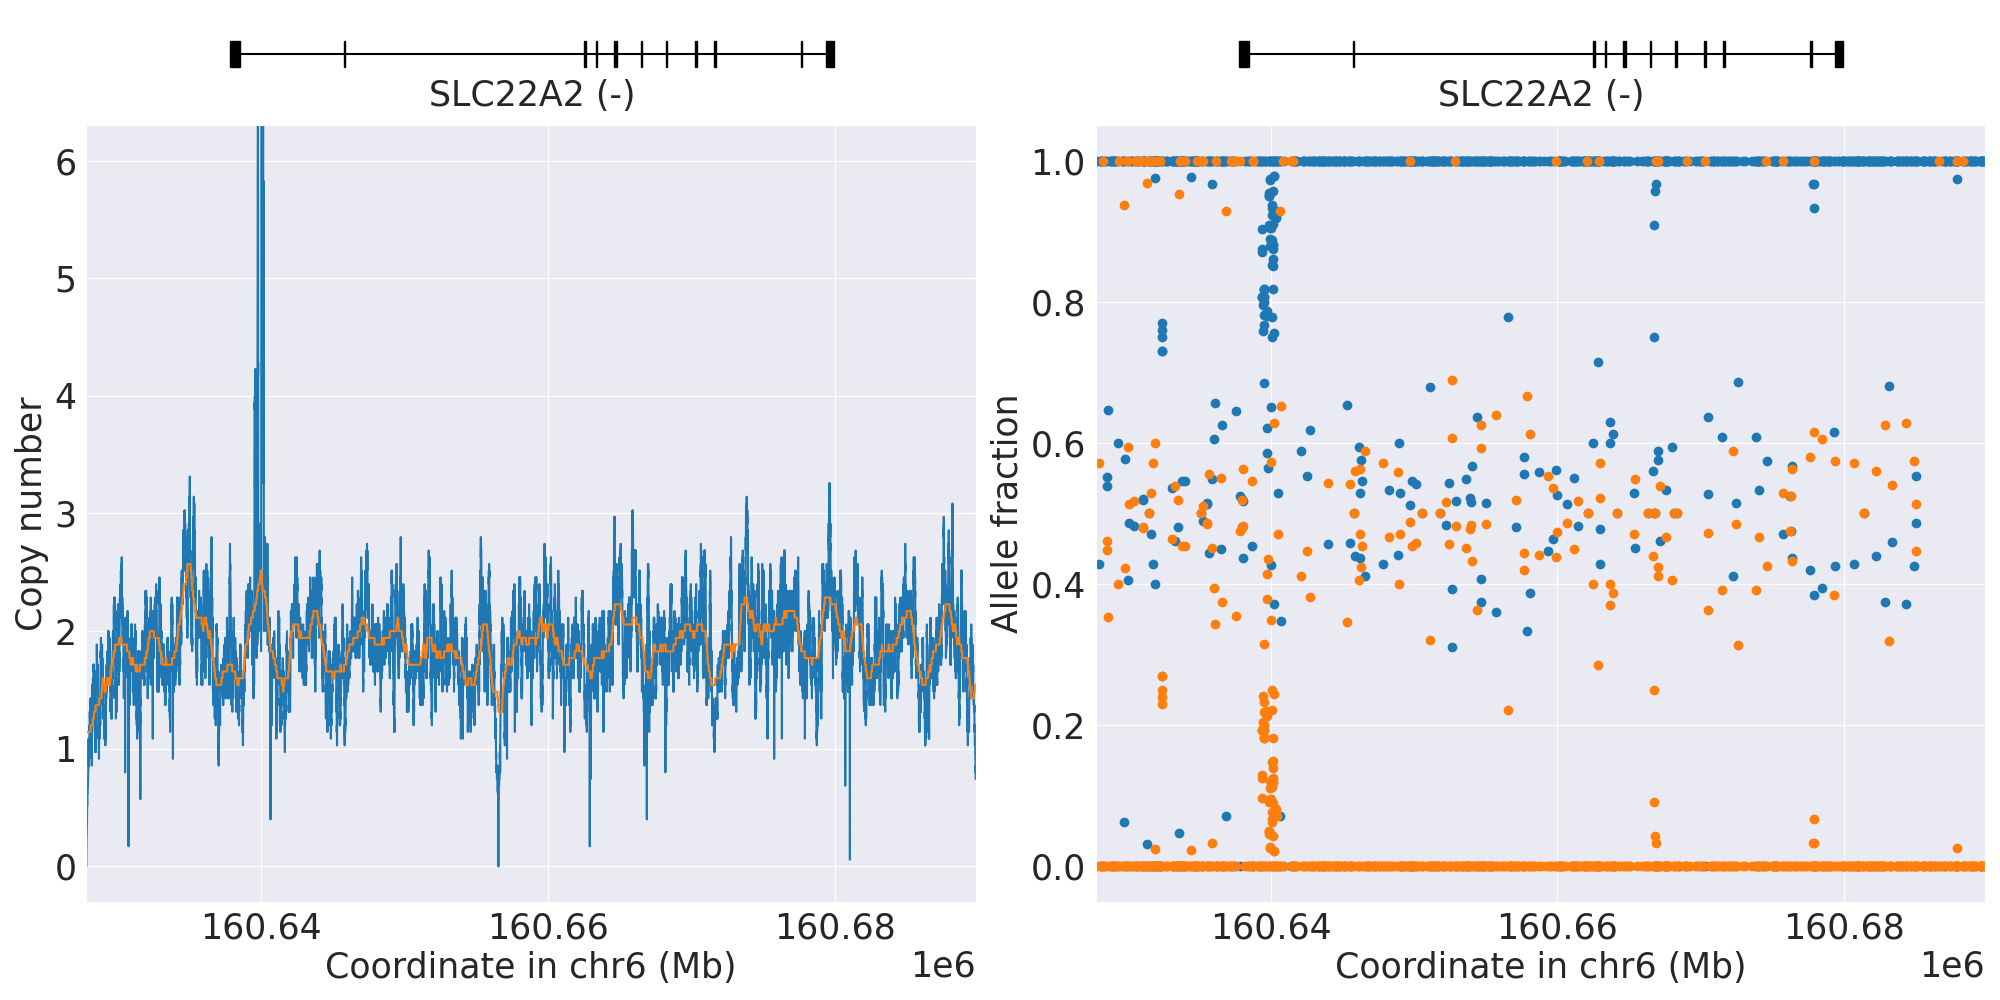 SLC22A2 (-)
6
5
4
3
2
1
0
Copy number
160.64
160.66
160.68
Coordinate in chr6 (Mb)
1e6
SLC22A2 (-)
1.0
0.8
0.6
0.4
0.2
0.0
Allele fraction
160.64
160.66
160.68
Coordinate in chr6 (Mb)
1e6